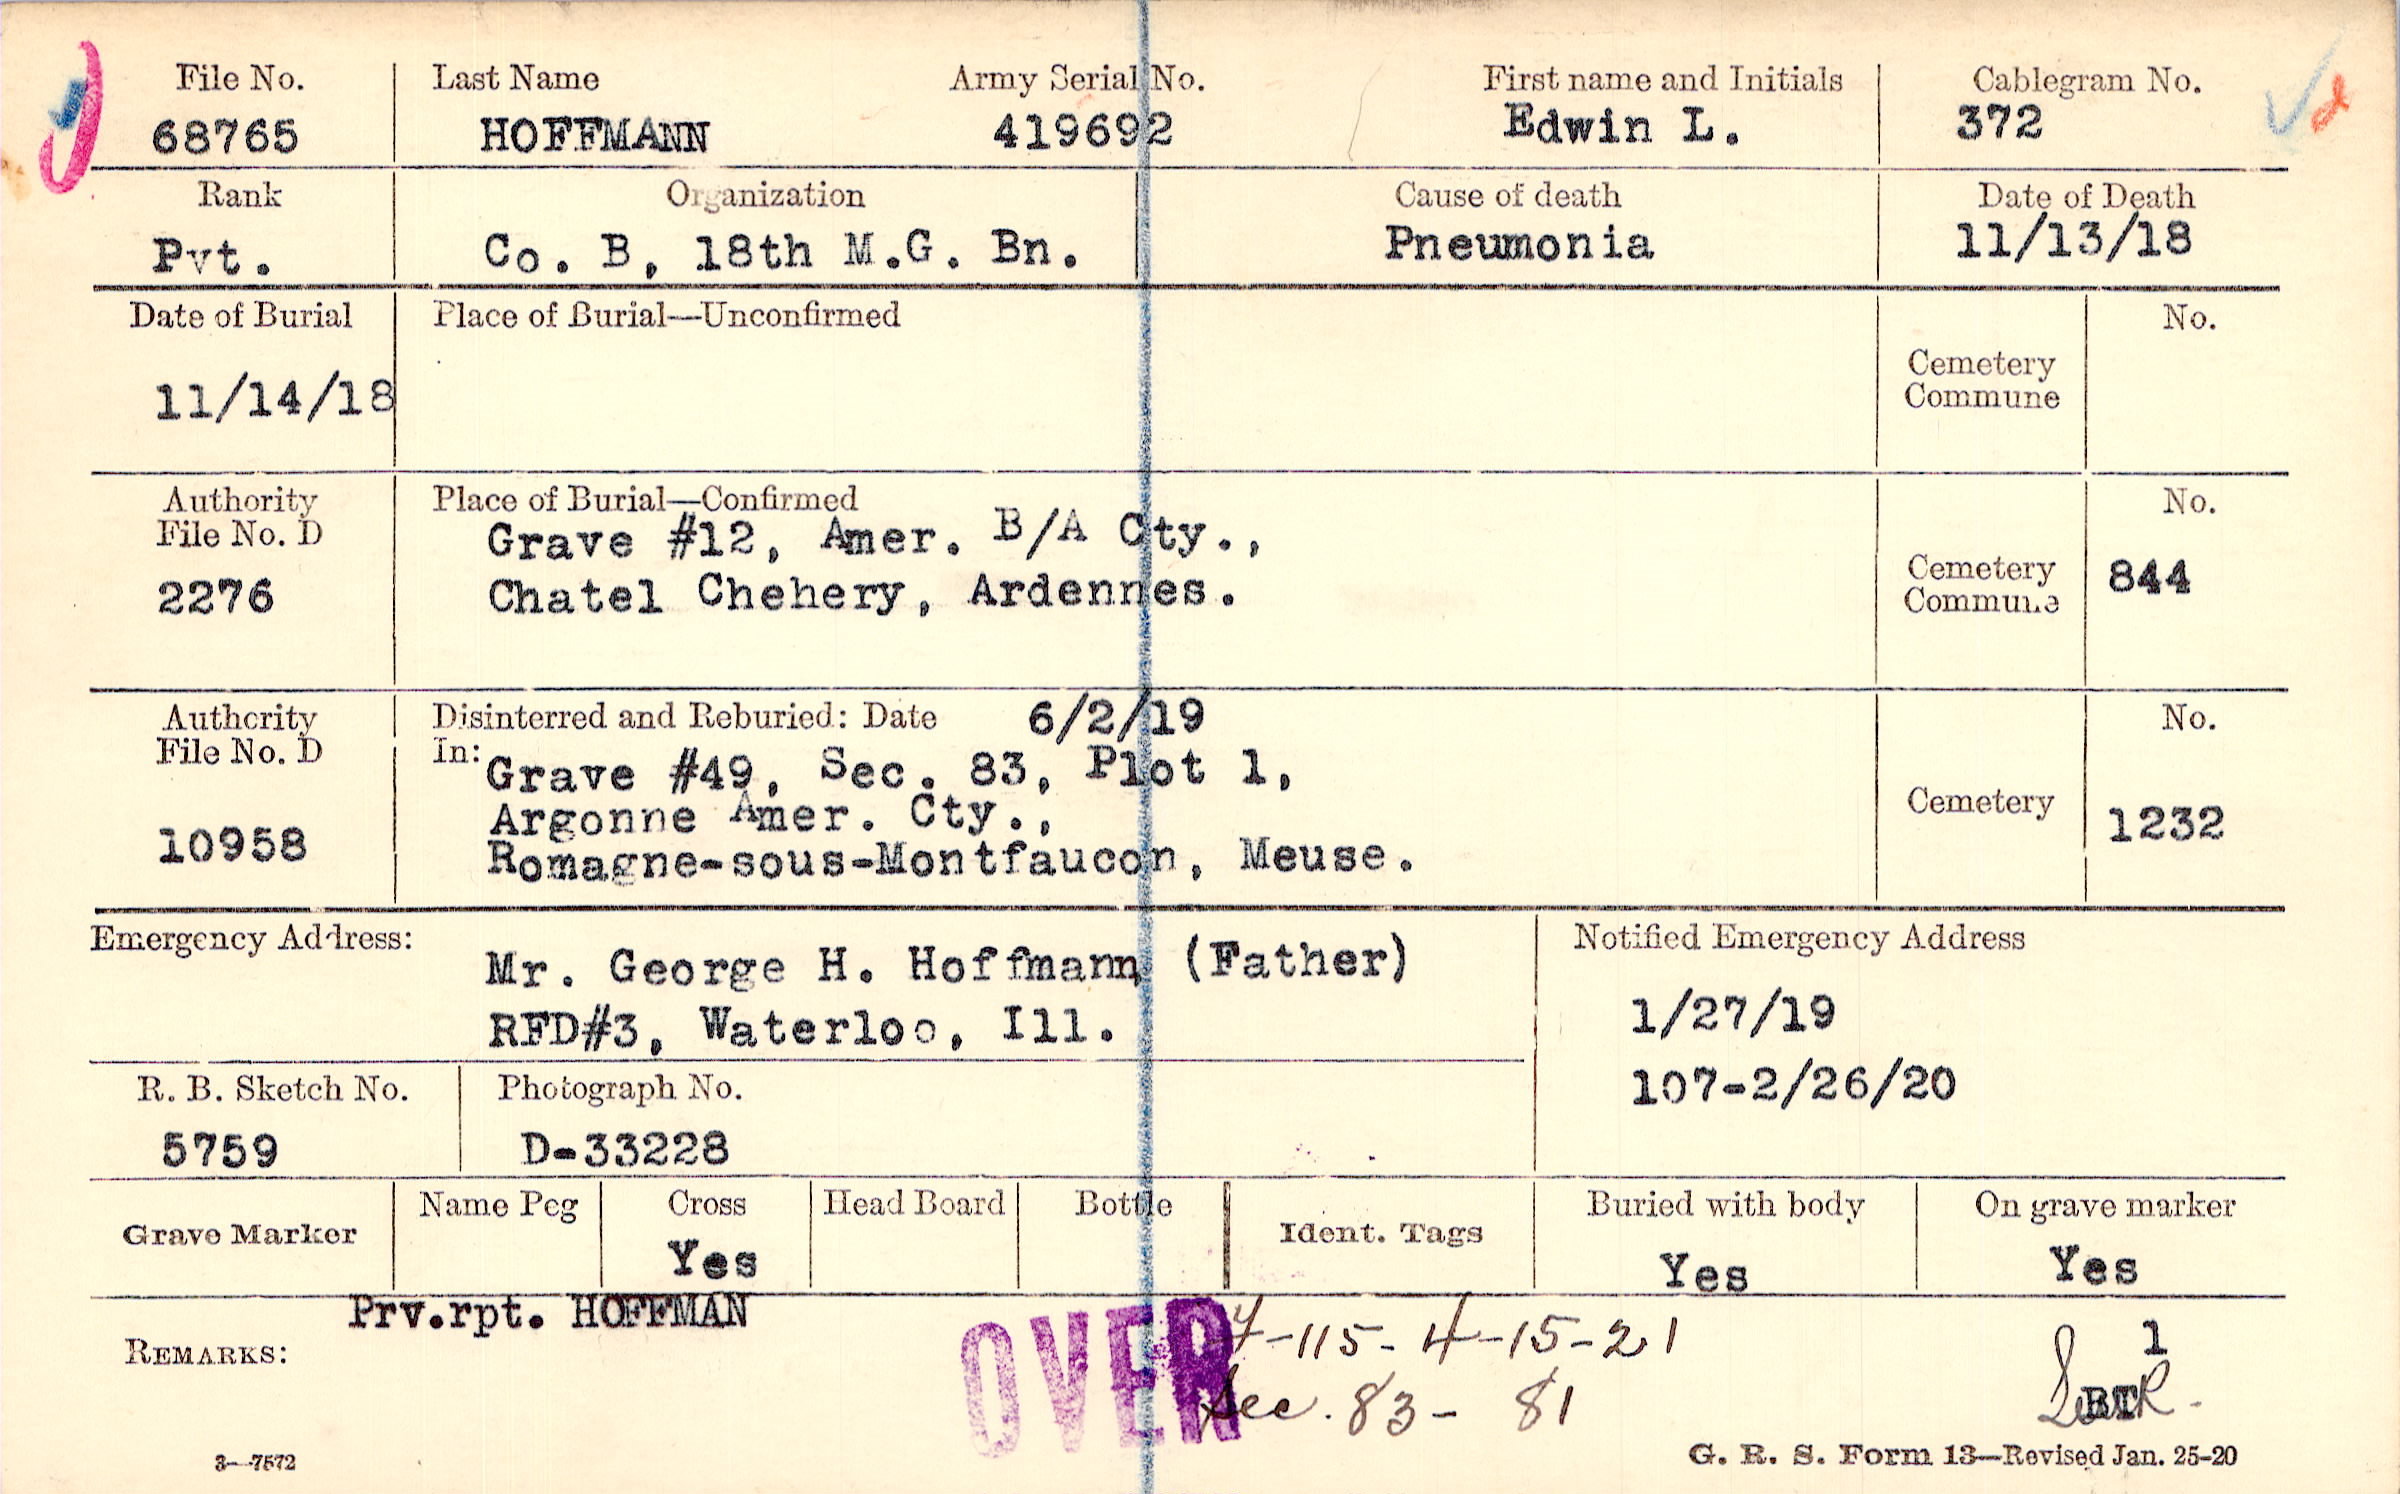 File No. Last Name Army Serial No. First name and Initials Cablegram No.
68765 HOFFMANN 419692 Edwin L. 372
Rank Organization Cause of death Date of Death
Pvt. Co. B, 18th M.G. Bn. Pneumonia 11/13/18
Date of Burial Place of Burial—Unconfirmed No.
Cemetery
Commune
11/14/18
Authority Place of Burial—Confirmed No.
File No. D Grave #12, Amer. B/A Cty.,
2276 Chatel Chehery, Ardennes. Cemetery 844
Commune
Authority Disinterred and Reburied: Date 6/2/19 No.
File No. D In: Grave #49, Sec. 83, Plot 1,
Argonne Amer. Cty., Cemetery 1232
10958 Romagne-sous-Montfaucon, Meuse.
Emergency Address: Notified Emergency Address
Mr. George H. Hoffmann (Father)
1/27/19
RFD#3, Waterloo, Ill.
R. B. Sketch No. Photograph No. 107-2/26/20
5759 D-33228
Grave Marker Name Peg Cross Head Board Bottle Ident. Tags Buried with body On grave marker
Yes Yes Yes
Prv.rpt. HOFFMAN
REMARKS: OVER -115- 4-15-21 1
Sec. 83- 81 BT
3—7572 G. R. S. Form 13—Revised Jan. 25-20